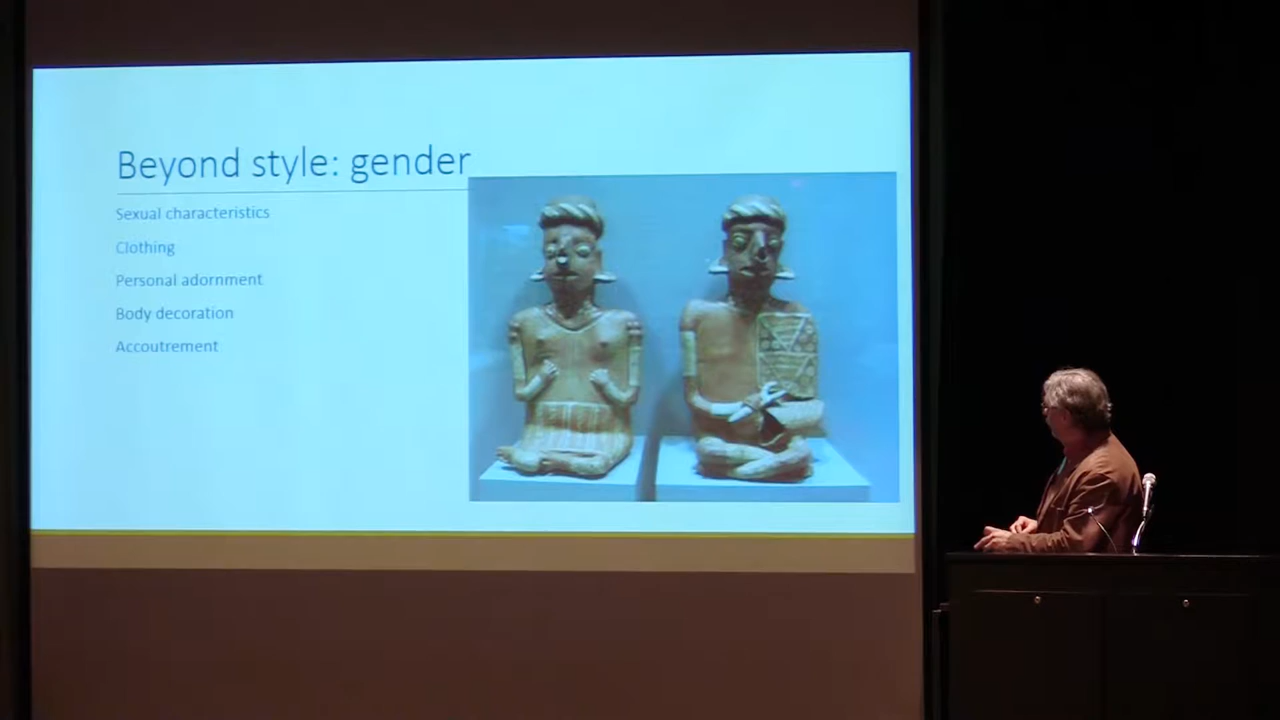 Beyond style: gender
Sexual characteristics
Clothing
Personal adornment
Body decoration
Accoutrement